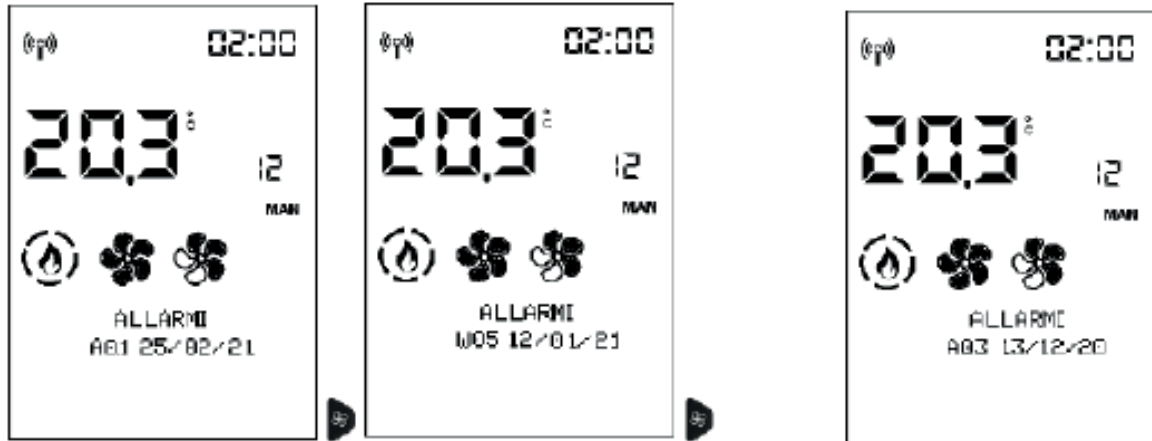 02:00
20.3 °C
12
MAN
ALLARMI
A01 25/02/21
02:00
20.3 °C
12
MAN
ALLARMI
W05 12/01/21
02:00
20.3 °C
12
MAN
ALLARMI
A03 13/12/20